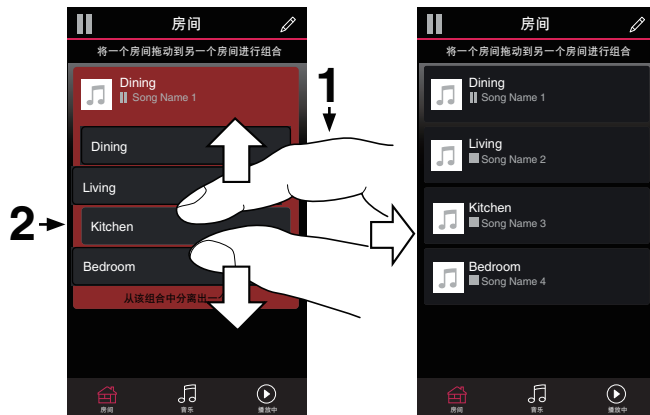 房间
将一个房间拖动到另一个房间进行组合
Dining
Song Name 1
Dining
Living
Kitchen
Bedroom
从该组合中分离出一个
房间
音乐
播放中
1
2
房间
将一个房间拖动到另一个房间进行组合
Dining
Song Name 1
Living
Song Name 2
Kitchen
Song Name 3
Bedroom
Song Name 4
房间
音乐
播放中